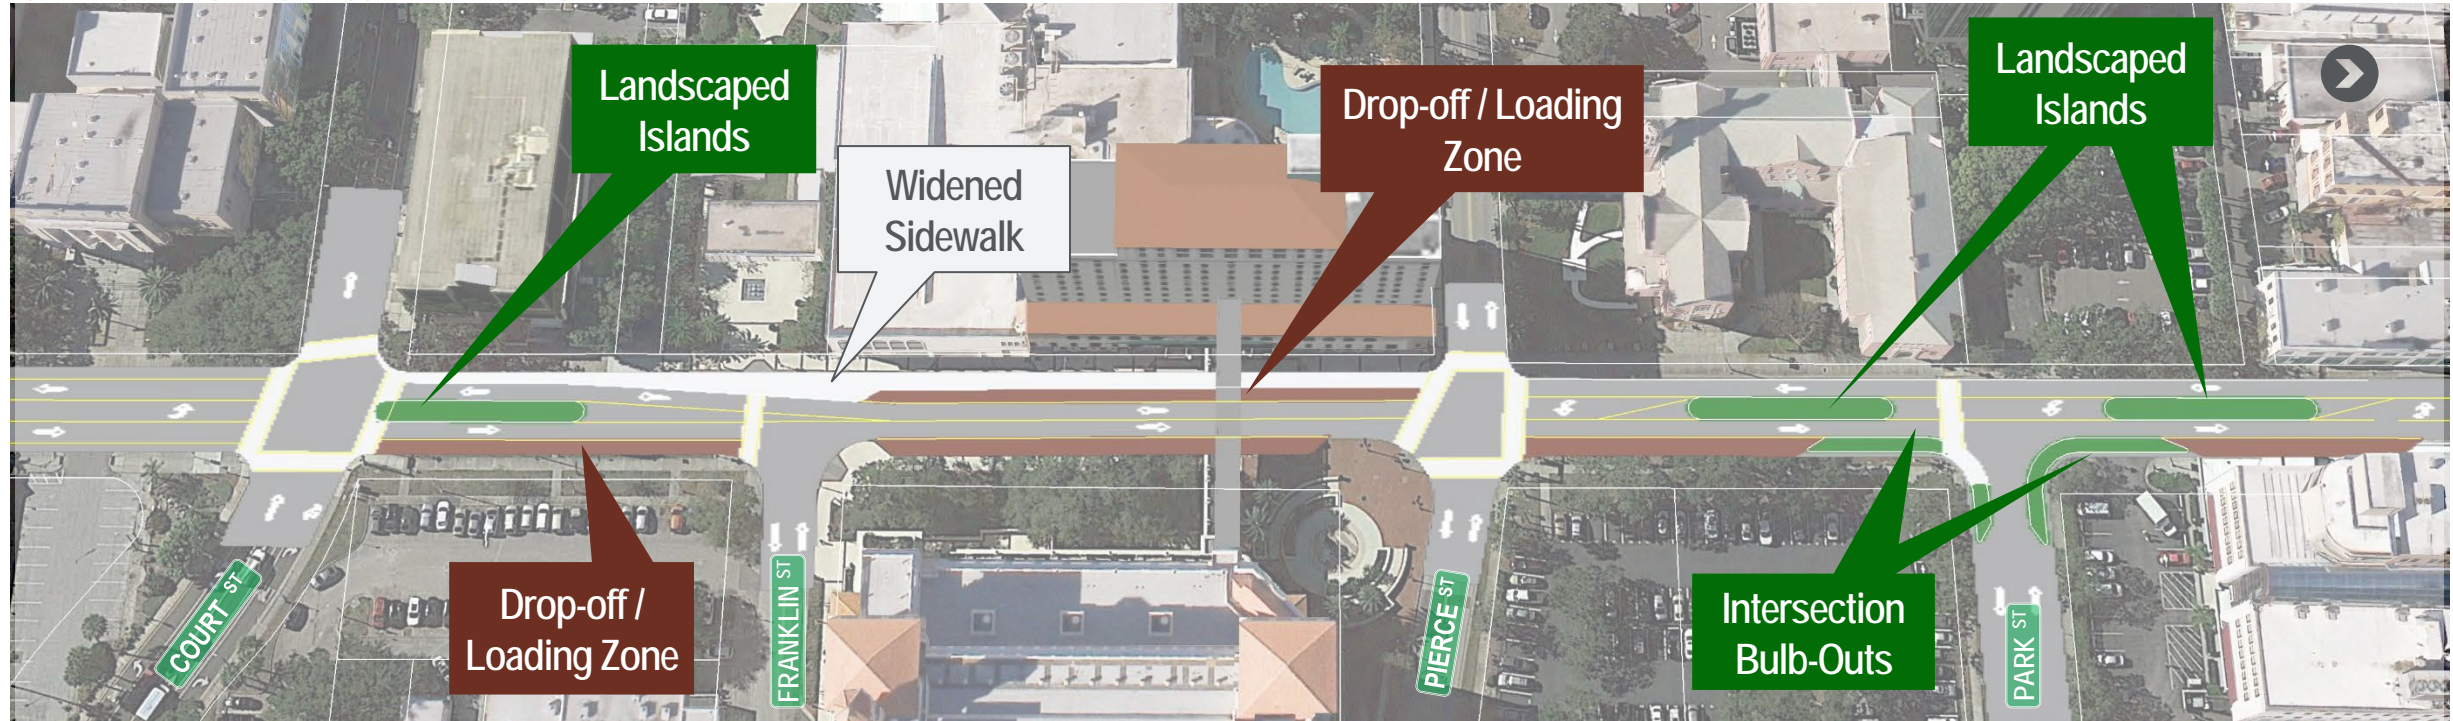 Landscaped
Islands
Widened
Sidewalk
Drop-off / Loading
Zone
Landscaped
Islands
Drop-off /
Loading Zone
Intersection
Bulb-Outs
COURT ST
FRANKLIN ST
PIERCE ST
PARK ST